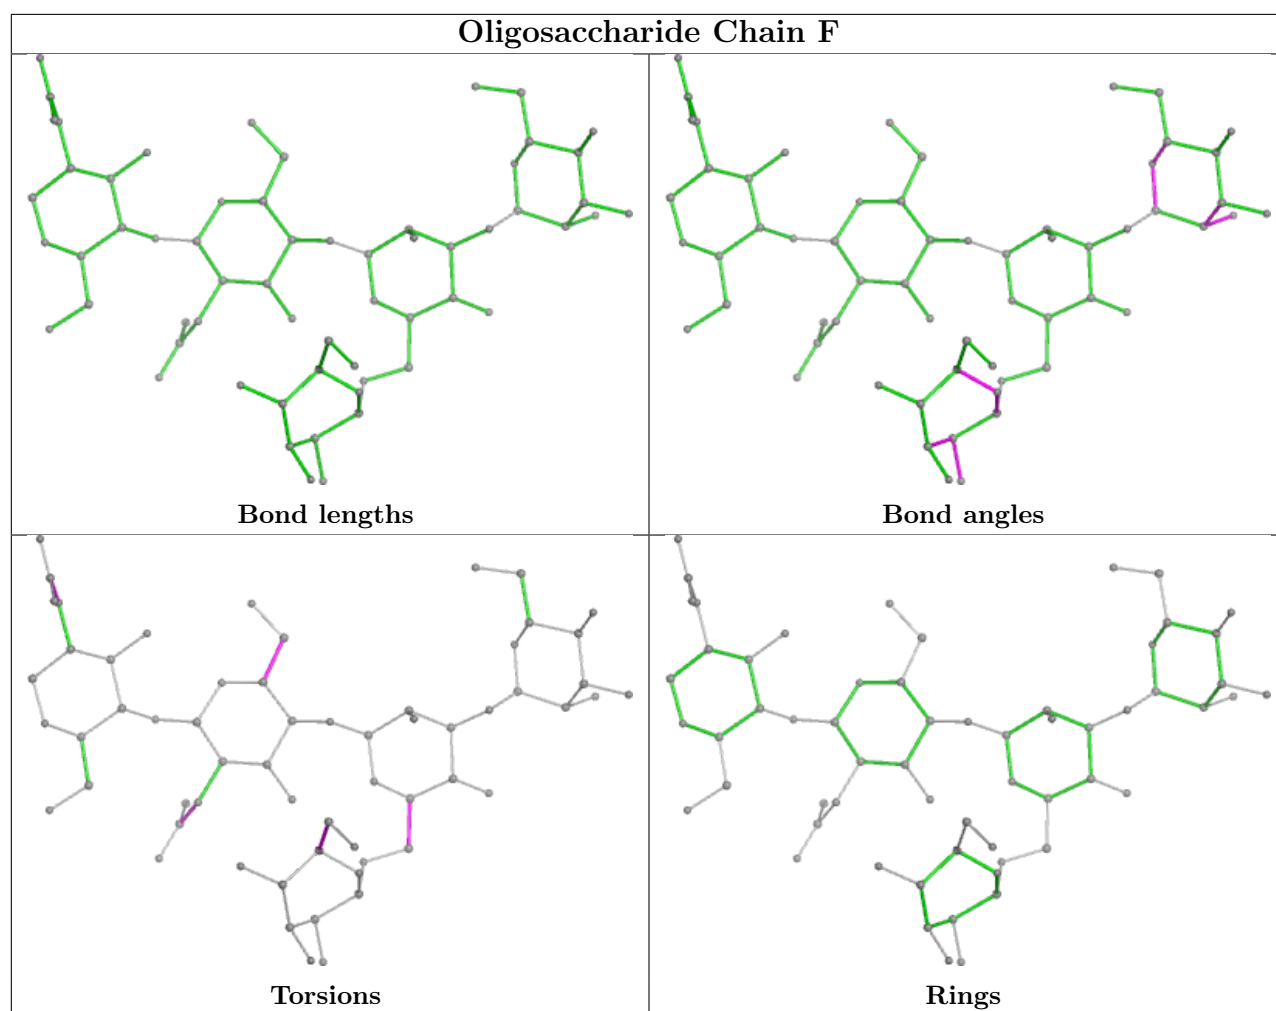 Oligosaccharide Chain F
Bond lengths
Bond angles
Torsions
Rings